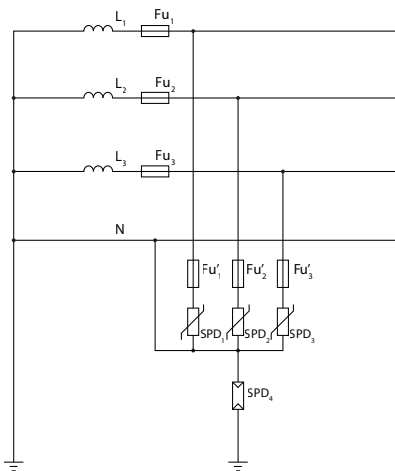 L₁ Fu₁
L₂ Fu₂
L₃ Fu₃
N
Fu'₁ Fu'₂ Fu'₃
SPD₁ SPD₂ SPD₃
SPD₄